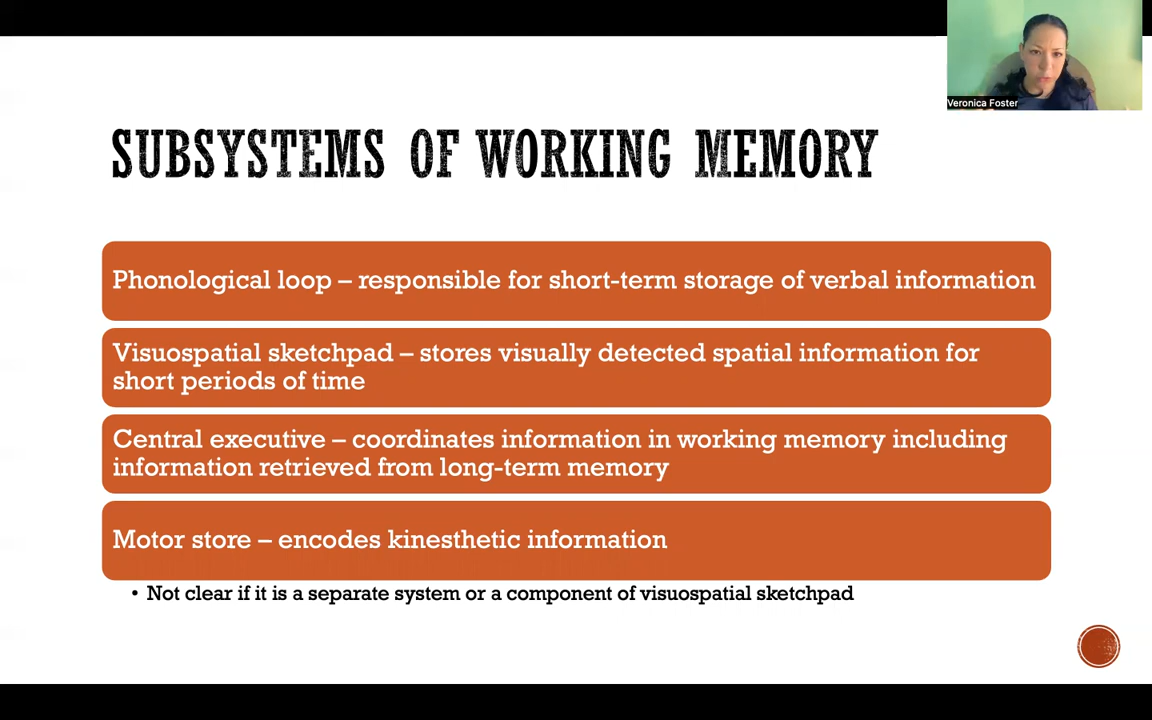 Veronica Foster
SUBSYSTEMS OF WORKING MEMORY
Phonological loop – responsible for short-term storage of verbal information
Visuospatial sketchpad – stores visually detected spatial information for
short periods of time
Central executive – coordinates information in working memory including
information retrieved from long-term memory
Motor store – encodes kinesthetic information
• Not clear if it is a separate system or a component of visuospatial sketchpad